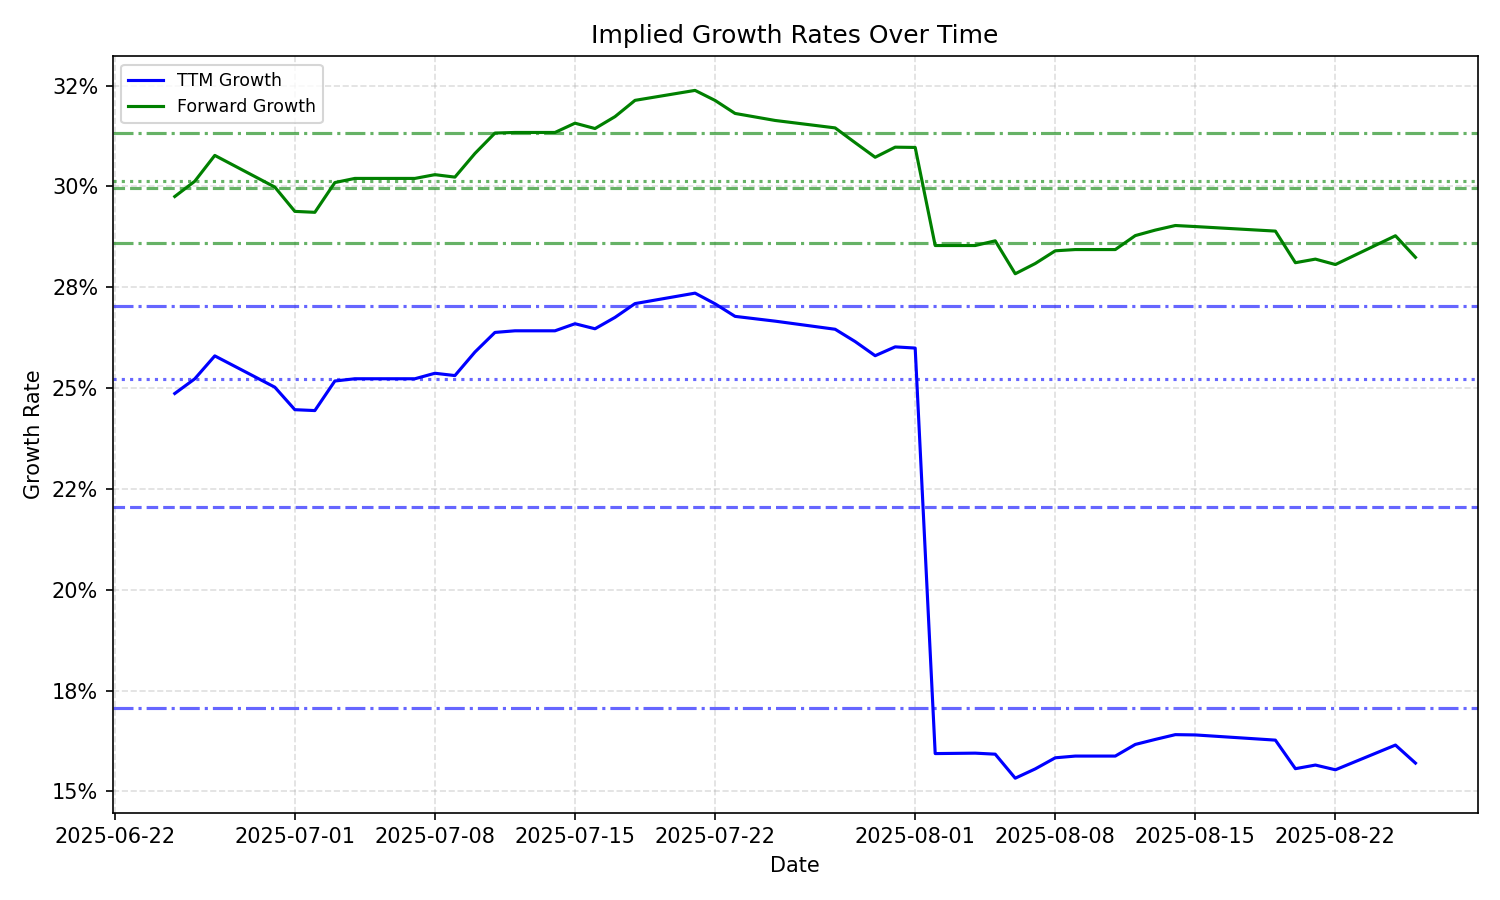 Implied Growth Rates Over Time
TTM Growth
Forward Growth
32%
30%
28%
25%
22%
20%
18%
15%
Growth Rate
2025-06-22 2025-07-01 2025-07-08 2025-07-15 2025-07-22 2025-08-01 2025-08-08 2025-08-15 2025-08-22
Date